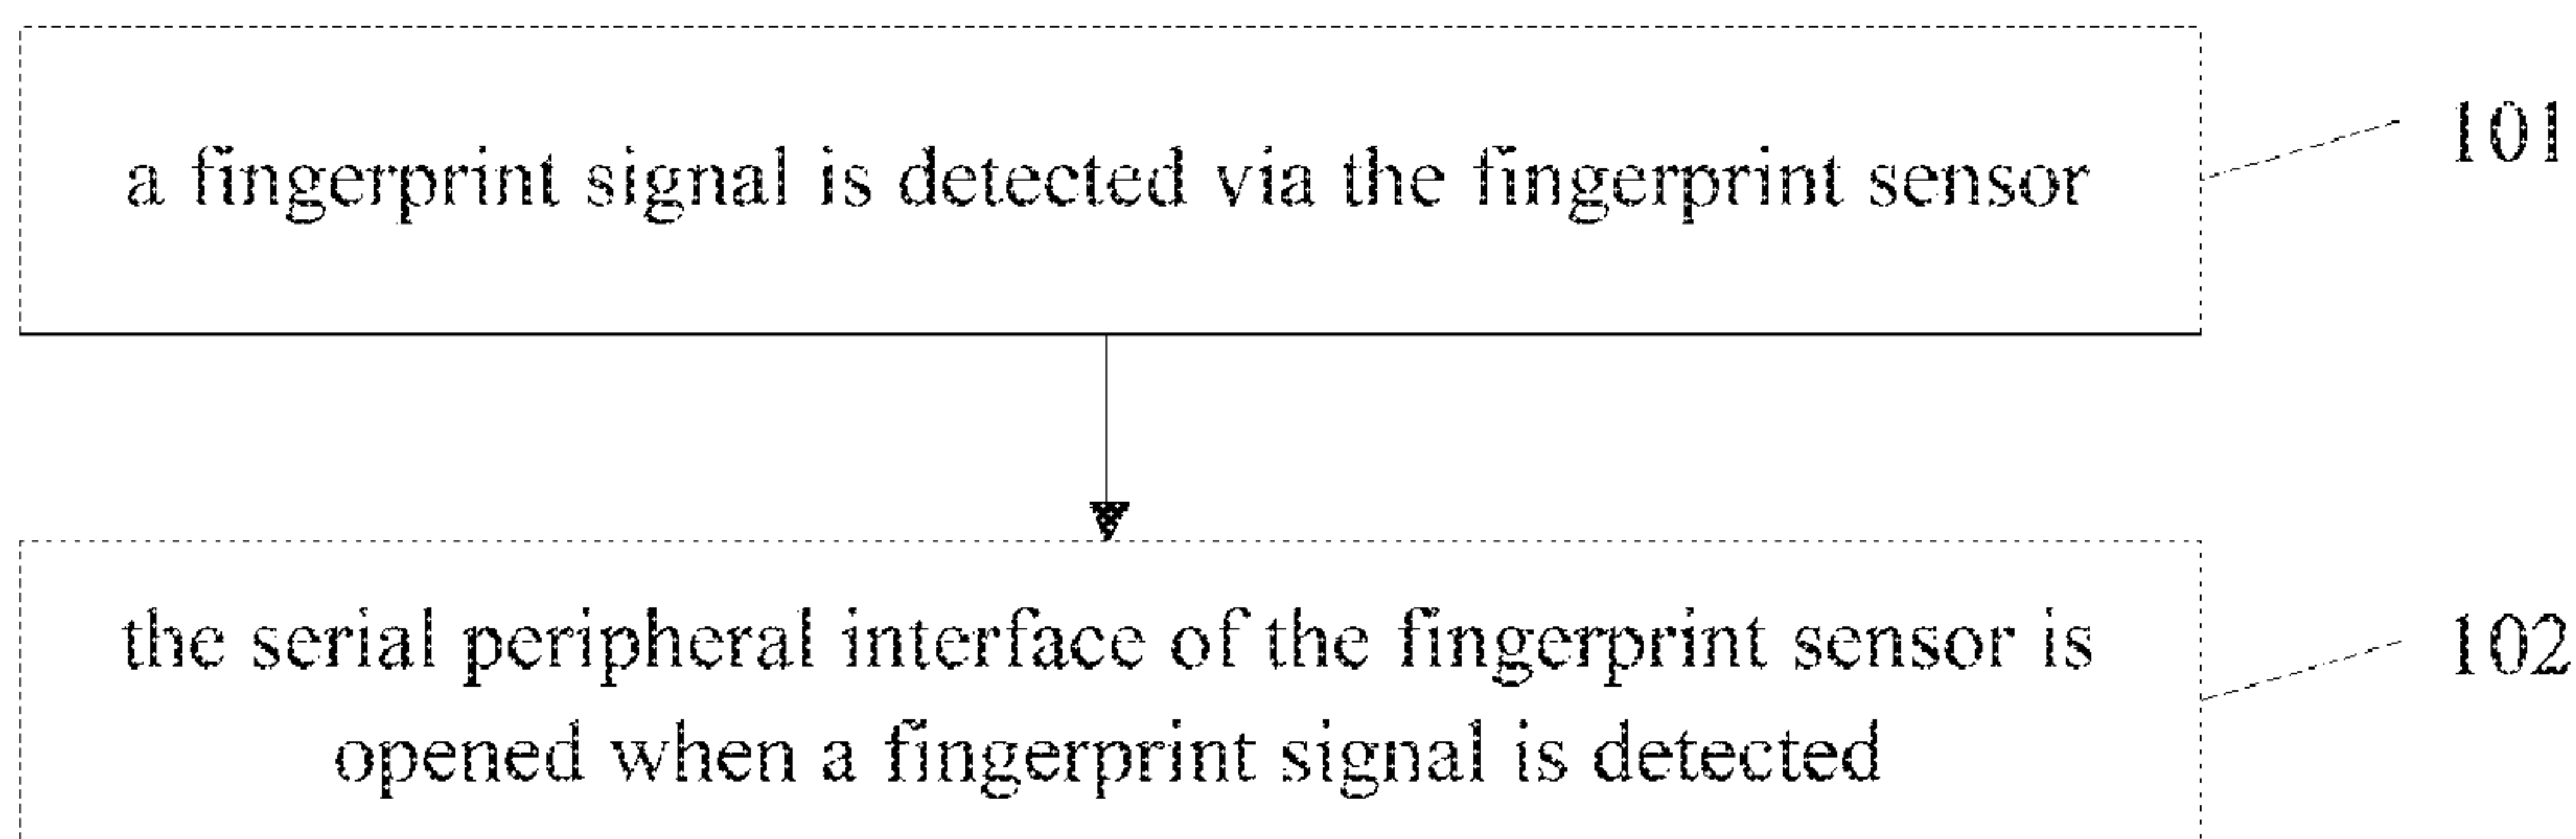 a fingerprint signal is detected via the fingerprint sensor
101
the serial peripheral interface of the fingerprint sensor is
opened when a fingerprint signal is detected
102